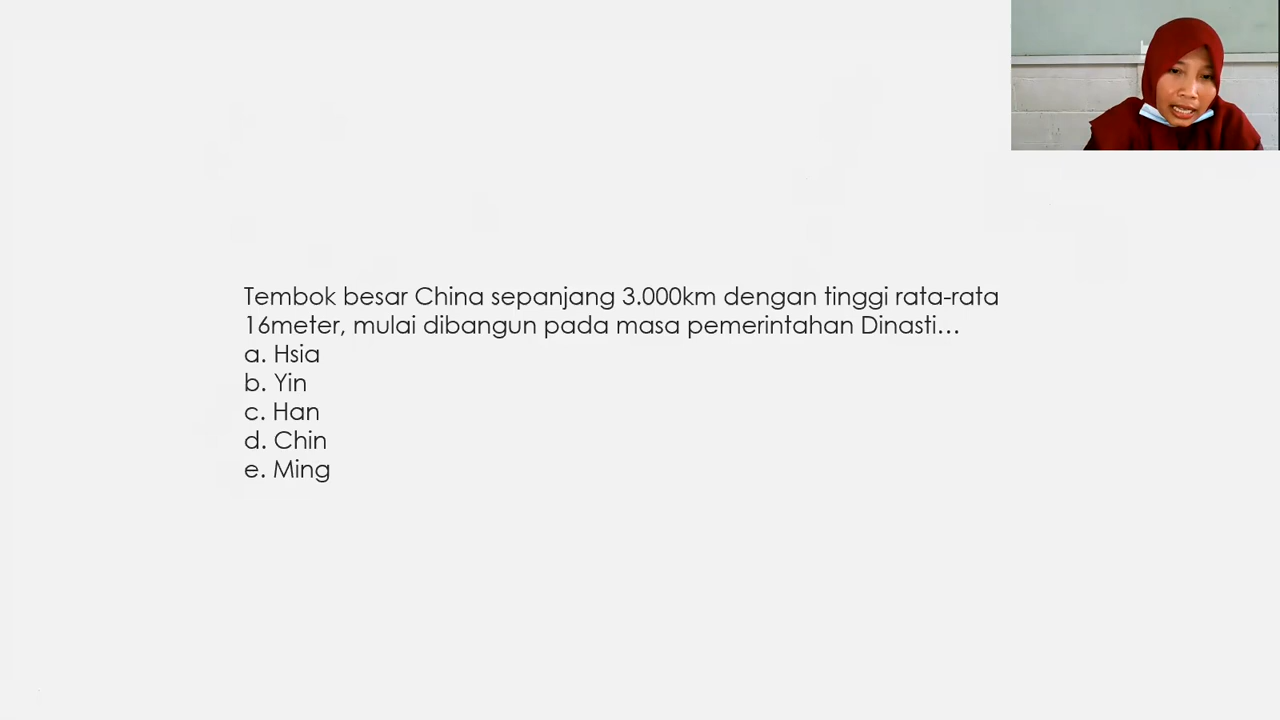 Tembok besar China sepanjang 3.000km dengan tinggi rata-rata
16meter, mulai dibangun pada masa pemerintahan Dinasti...
a. Hsia
b. Yin
c. Han
d. Chin
e. Ming